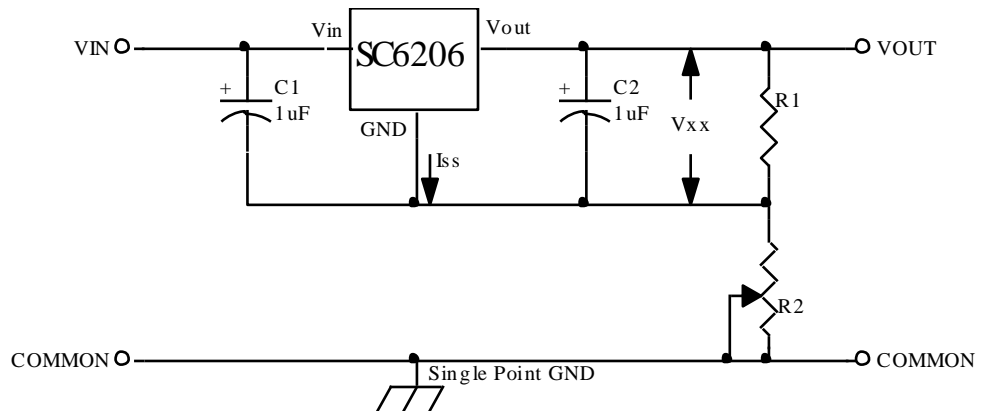 Vin
Vout
VIN
SC6206
VOUT
+
C1
1uF
+
C2
1uF
R1
GND
Vxx
Iss
R2
COMMON
COMMON
Single Point GND